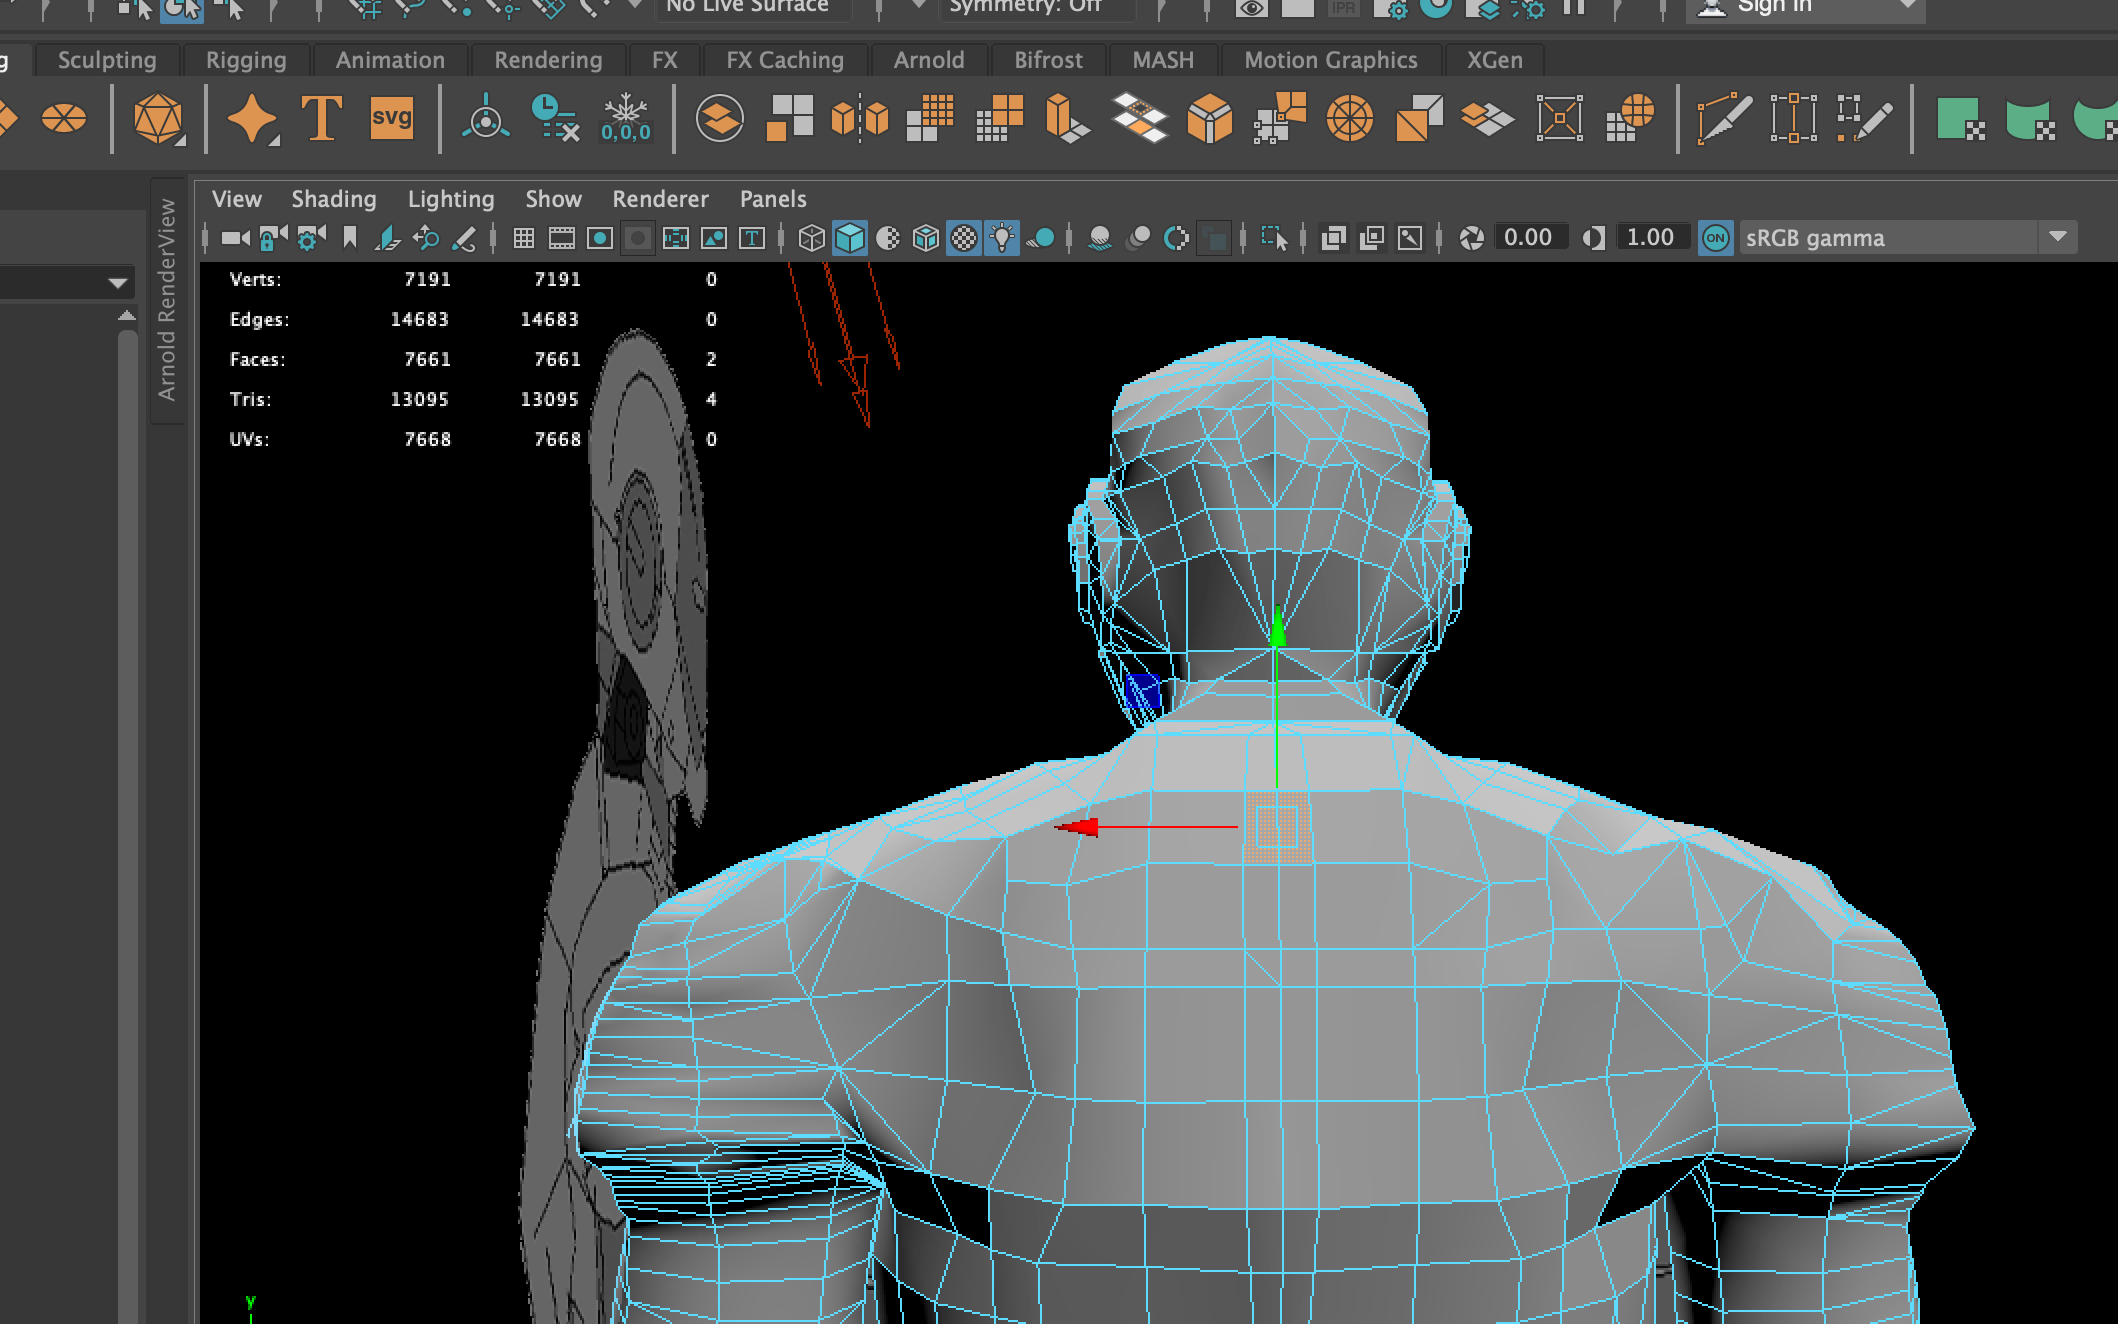 No Live Surface Symmetry: Off IPR Sign In
Sculpting Rigging Animation Rendering FX FX Caching Arnold Bifrost MASH Motion Graphics XGen
T svg 0,0,0
View Shading Lighting Show Renderer Panels
T 0.00 1.00 ON sRGB gamma
Arnold RenderView
Verts: 7191 7191 0
Edges: 14683 14683 0
Faces: 7661 7661 2
Tris: 13095 13095 4
UVs: 7668 7668 0
y